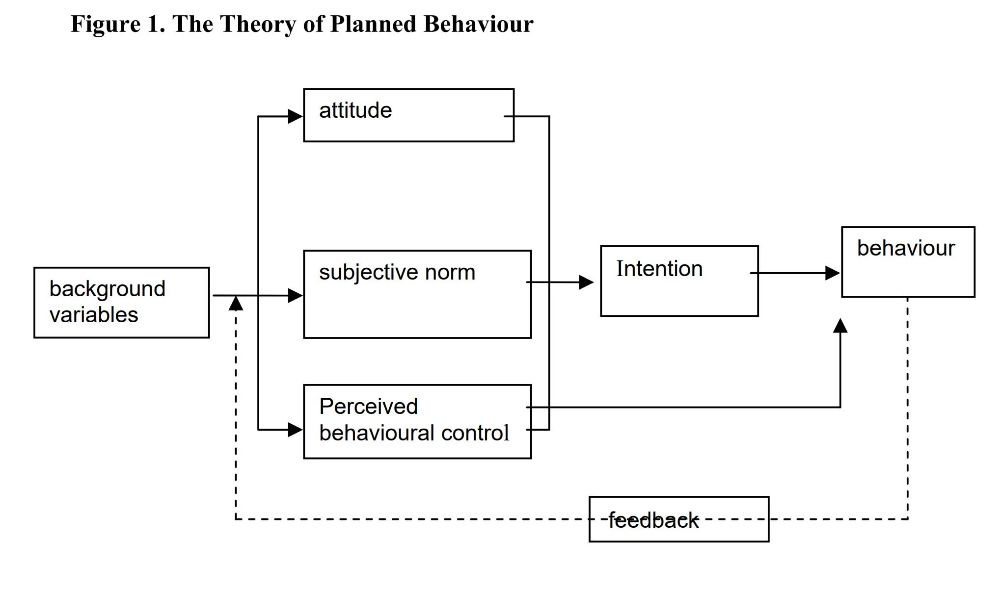 Figure 1. The Theory of Planned Behaviour
attitude
subjective norm
background
variables
Perceived
behavioural control
Intention
behaviour
feedback